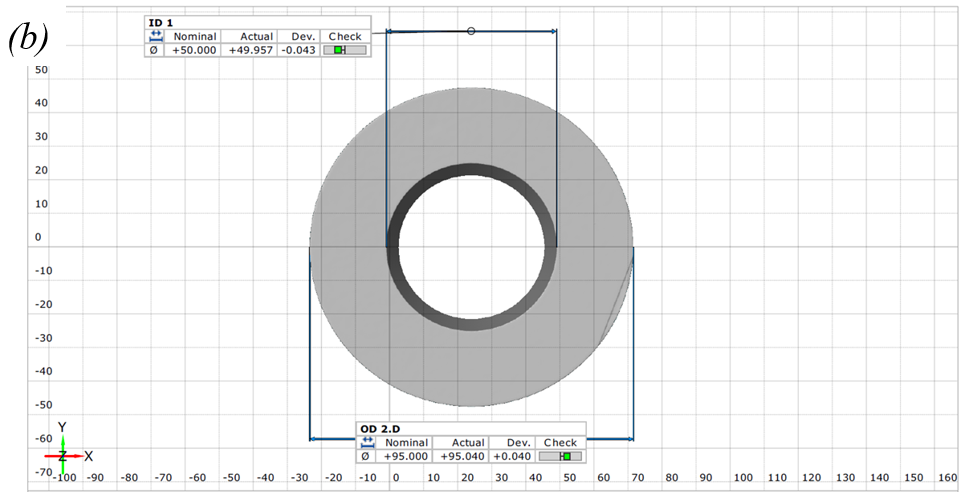 (b)
ID 1
Nominal Actual Dev. Check
Ø +50.000 +49.957 -0.043
50
40
30
20
10
0
-10
-20
-30
-40
-50
-60
-70
OD 2.D
Nominal Actual Dev. Check
Ø +95.000 +95.040 +0.040
Y
Z X
-100 -90 -80 -70 -60 -50 -40 -30 -20 -10 0 10 20 30 40 50 60 70 80 90 100 110 120 130 140 150 160